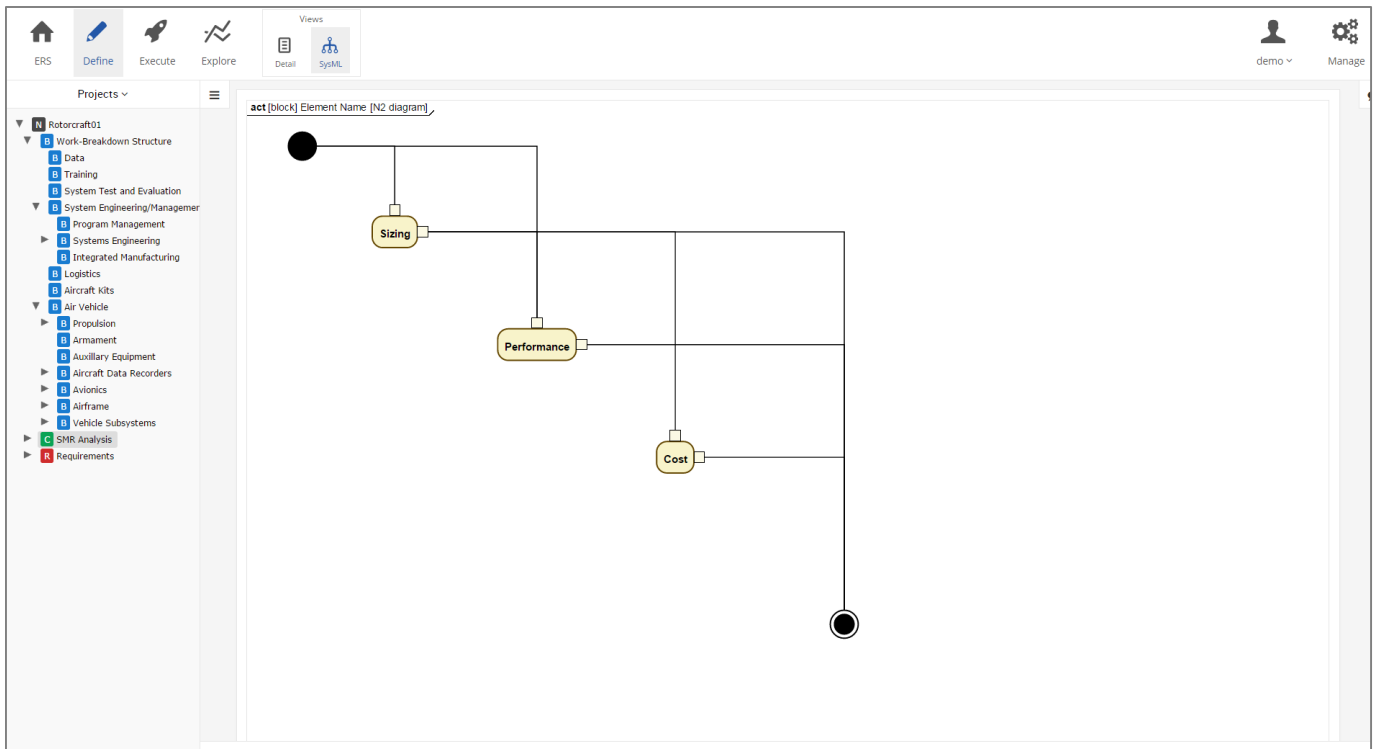 Views
ERS
Define
Execute
Explore
Detail
SysML
demo
Manage
Projects
act [block] Element Name [N2 diagram]
N Rotorcraft01
B Work-Breakdown Structure
B Data
B Training
B System Test and Evaluation
B System Engineering/Managemen
B Program Management
B Systems Engineering
B Integrated Manufacturing
B Logistics
B Aircraft Kits
B Air Vehicle
B Propulsion
B Armament
B Auxillary Equipment
B Aircraft Data Recorders
B Avionics
B Airframe
B Vehicle Subsystems
C SMR Analysis
R Requirements
Sizing
Performance
Cost